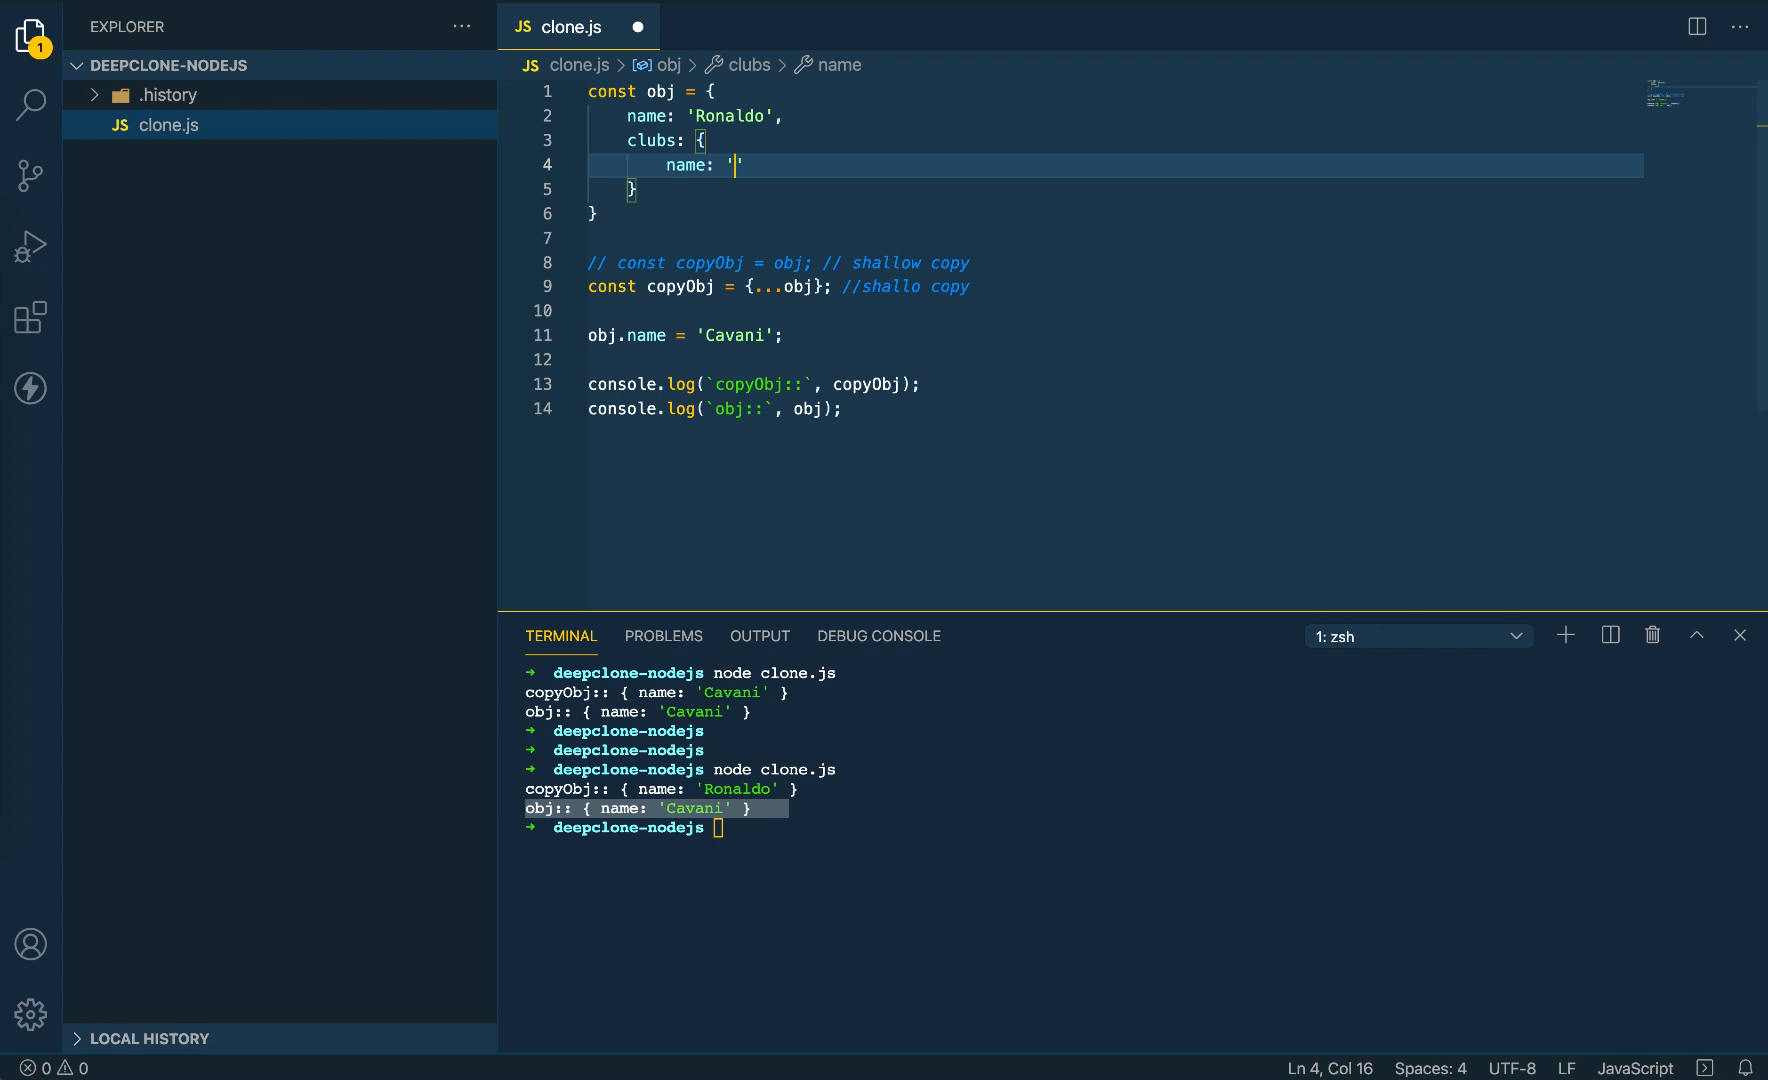 1
EXPLORER
DEEPCLONE-NODEJS
.history
JS clone.js
LOCAL HISTORY
JS clone.js
JS clone.js > obj > clubs > name
1 const obj = {
2 name: 'Ronaldo',
3 clubs: {
4 name: ''
5 }
6 }
7
8 // const copyObj = obj; // shallow copy
9 const copyObj = {...obj}; //shallo copy
10
11 obj.name = 'Cavani';
12
13 console.log(`copyObj::`, copyObj);
14 console.log(`obj::`, obj);
TERMINAL PROBLEMS OUTPUT DEBUG CONSOLE 1: zsh
➜ deepclone-nodejs node clone.js
copyObj:: { name: 'Cavani' }
obj:: { name: 'Cavani' }
➜ deepclone-nodejs
➜ deepclone-nodejs
➜ deepclone-nodejs node clone.js
copyObj:: { name: 'Ronaldo' }
obj:: { name: 'Cavani' }
➜ deepclone-nodejs
0 0 Ln 4, Col 16 Spaces: 4 UTF-8 LF JavaScript